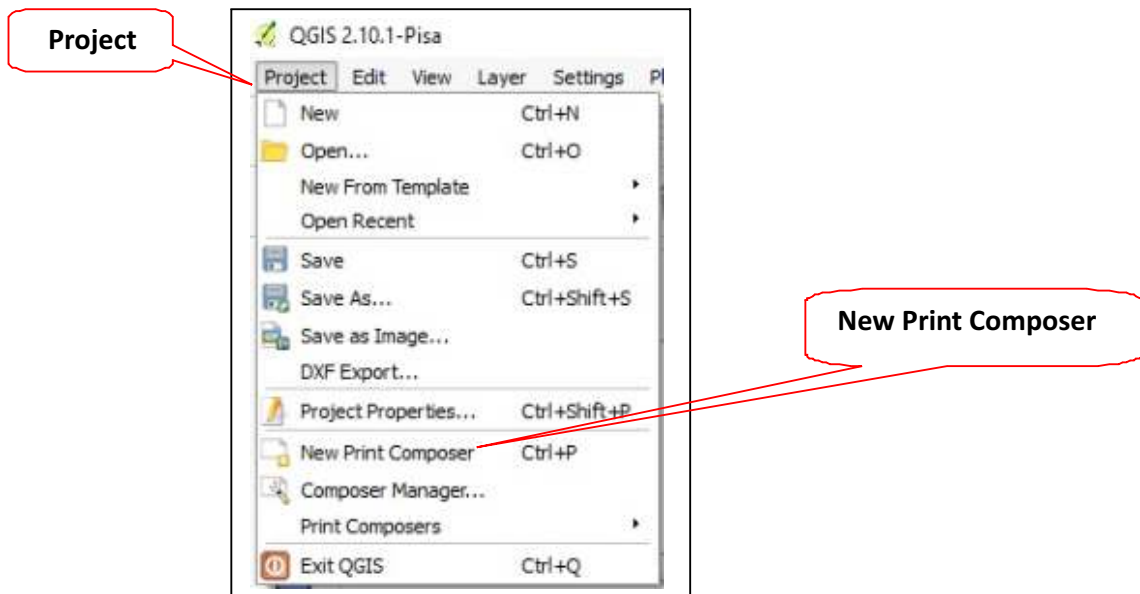 Project
QGIS 2.10.1-Pisa
Project Edit View Layer Settings
New Ctrl+N
Open... Ctrl+O
New From Template
Open Recent
Save Ctrl+S
Save As... Ctrl+Shift+S
Save as Image...
DXF Export...
Project Properties... Ctrl+Shift+P
New Print Composer Ctrl+P
Composer Manager...
Print Composers
Exit QGIS Ctrl+Q
New Print Composer